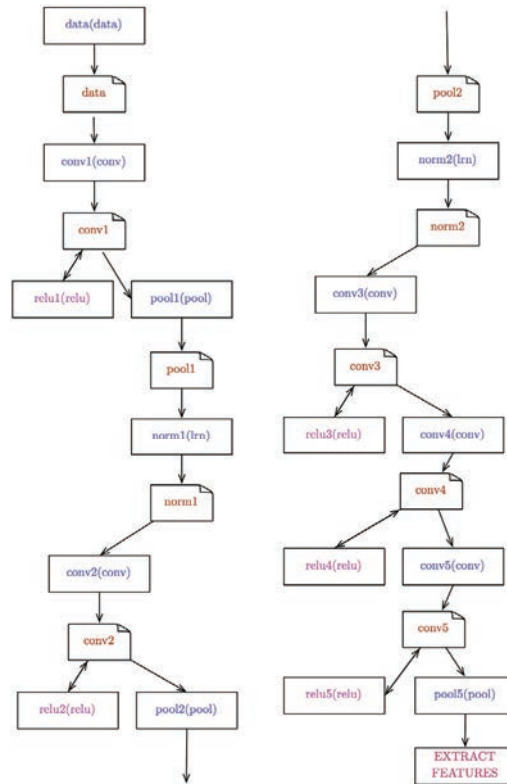 data(data)
data
conv1(conv)
conv1
relu1(relu)
pool1(pool)
pool1
norm1(lrn)
norm1
conv2(conv)
conv2
relu2(relu)
pool2(pool)
pool2
norm2(lrn)
norm2
conv3(conv)
conv3
relu3(relu)
conv4(conv)
conv4
relu4(relu)
conv5(conv)
conv5
relu5(relu)
pool5(pool)
EXTRACT
FEATURES